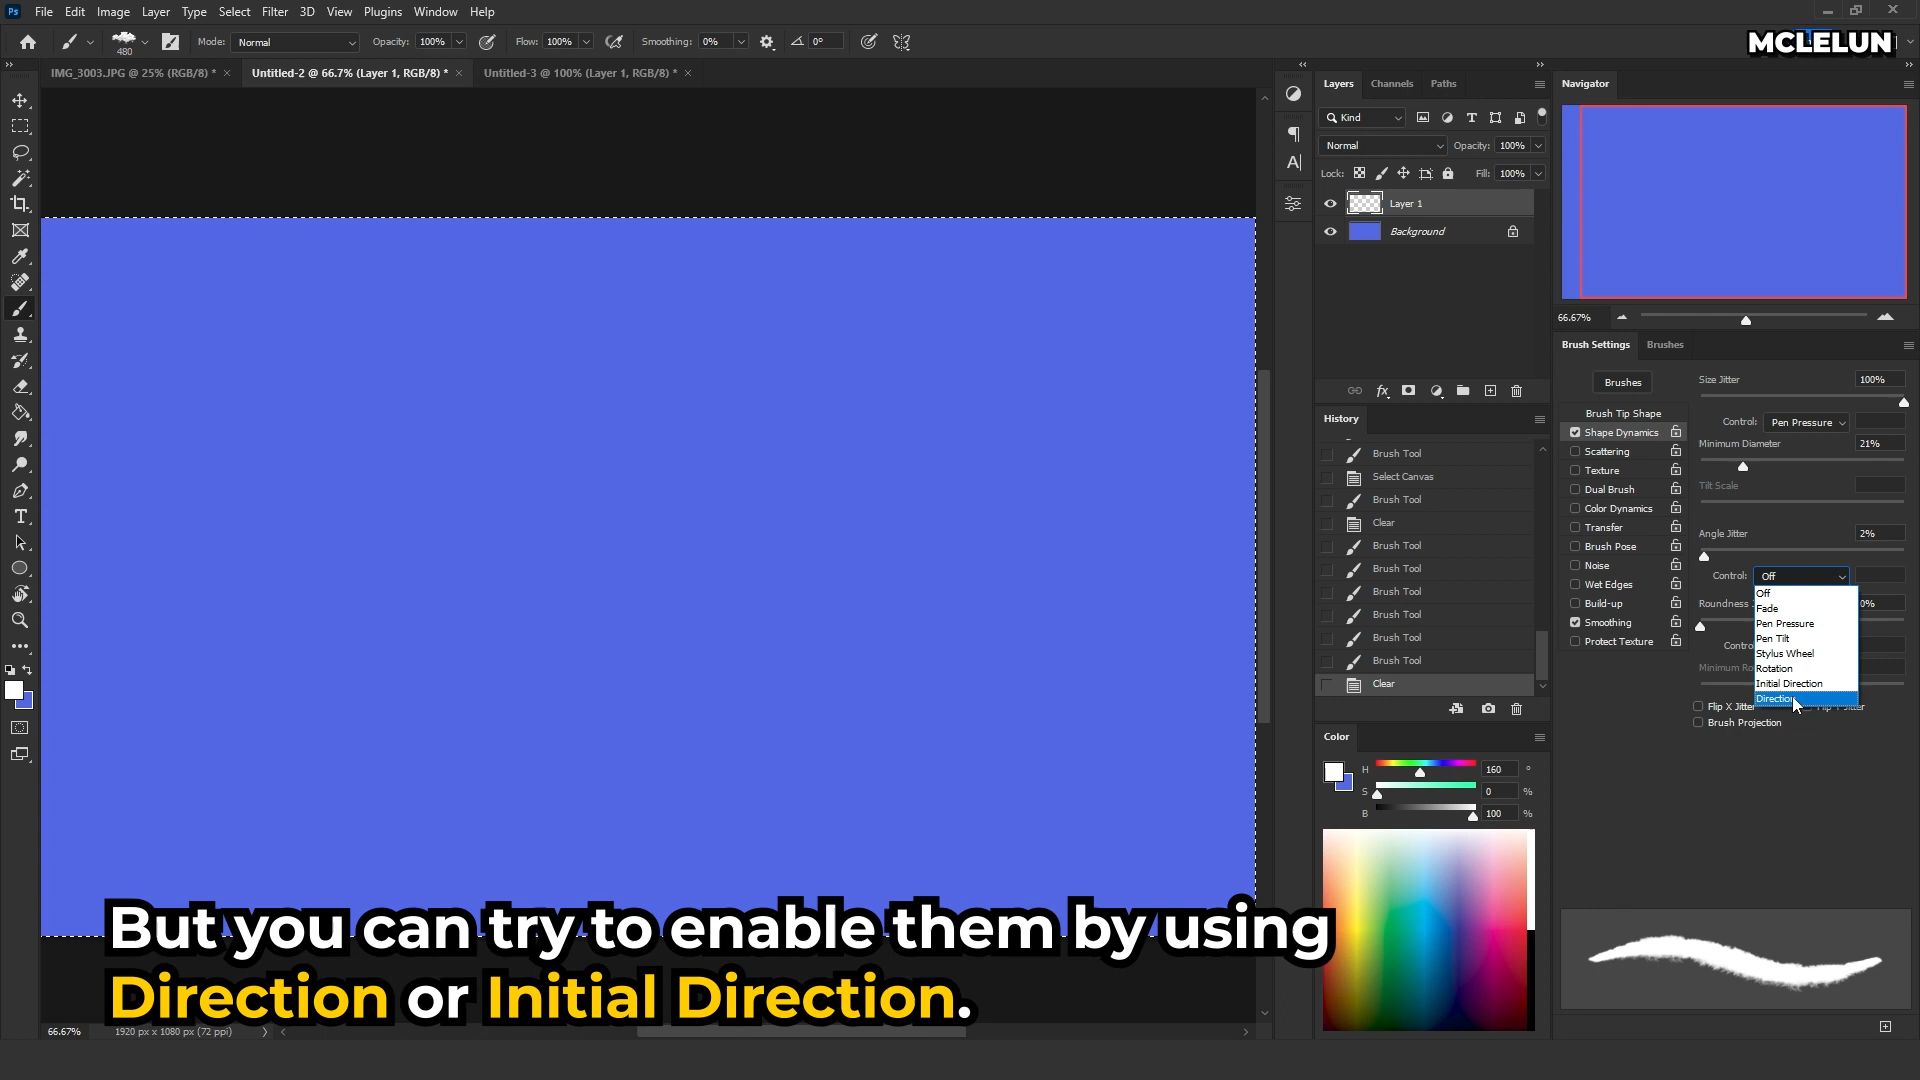 Ps File Edit Image Layer Type Select Filter 3D View Plugins Window Help
480 Mode: Normal Opacity: 100% Flow: 100% Smoothing: 0% 0°
MCLELUN
IMG_3003.JPG @ 25% (RGB/8) * Untitled-2 @ 66.7% (Layer 1, RGB/8) * Untitled-3 @ 100% (Layer 1, RGB/8) *
Layers Channels Paths
Kind
Normal Opacity: 100%
Lock: Fill: 100%
Layer 1
Background
History
Brush Tool
Select Canvas
Brush Tool
Clear
Brush Tool
Brush Tool
Brush Tool
Brush Tool
Brush Tool
Brush Tool
Clear
Color
H 160 °
S 0 %
B 100 %
Navigator
66.67%
Brush Settings Brushes
Brushes
Brush Tip Shape
Shape Dynamics
Scattering
Texture
Dual Brush
Color Dynamics
Transfer
Brush Pose
Noise
Wet Edges
Build-up
Smoothing
Protect Texture
Size Jitter 100%
Control: Pen Pressure
Minimum Diameter 21%
Tilt Scale
Angle Jitter 2%
Control: Off
Off
Fade
Pen Pressure
Pen Tilt
Stylus Wheel
Rotation
Initial Direction
Direction
Roundness 0%
Contro
Minimum Ro
Flip X Jitter Flip Y Jitter
Brush Projection
But you can try to enable them by using
Direction or Initial Direction.
66.67% 1920 px x 1080 px (72 ppi)